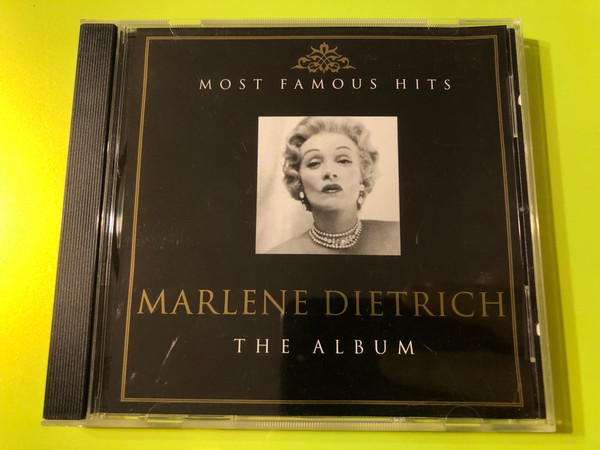 MOST FAMOUS HITS
MARLENE DIETRICH
THE ALBUM